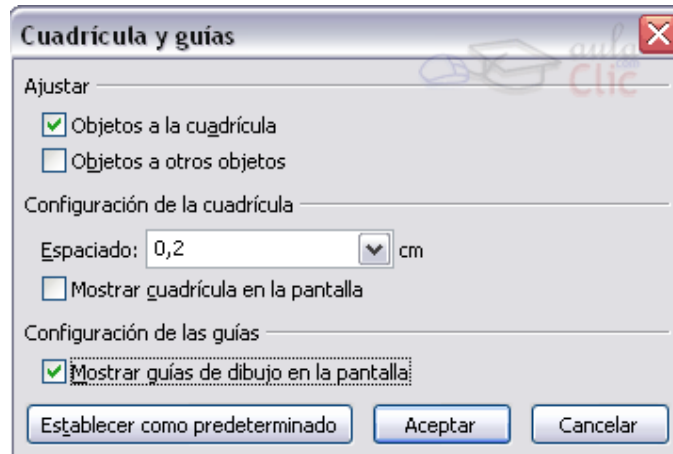 Cuadrícula y guías
aula
.com
Clic
Ajustar
Objetos a la cuadrícula
Objetos a otros objetos
Configuración de la cuadrícula
Espaciado: 0,2 cm
Mostrar cuadrícula en la pantalla
Configuración de las guías
Mostrar guías de dibujo en la pantalla
Establecer como predeterminado Aceptar Cancelar